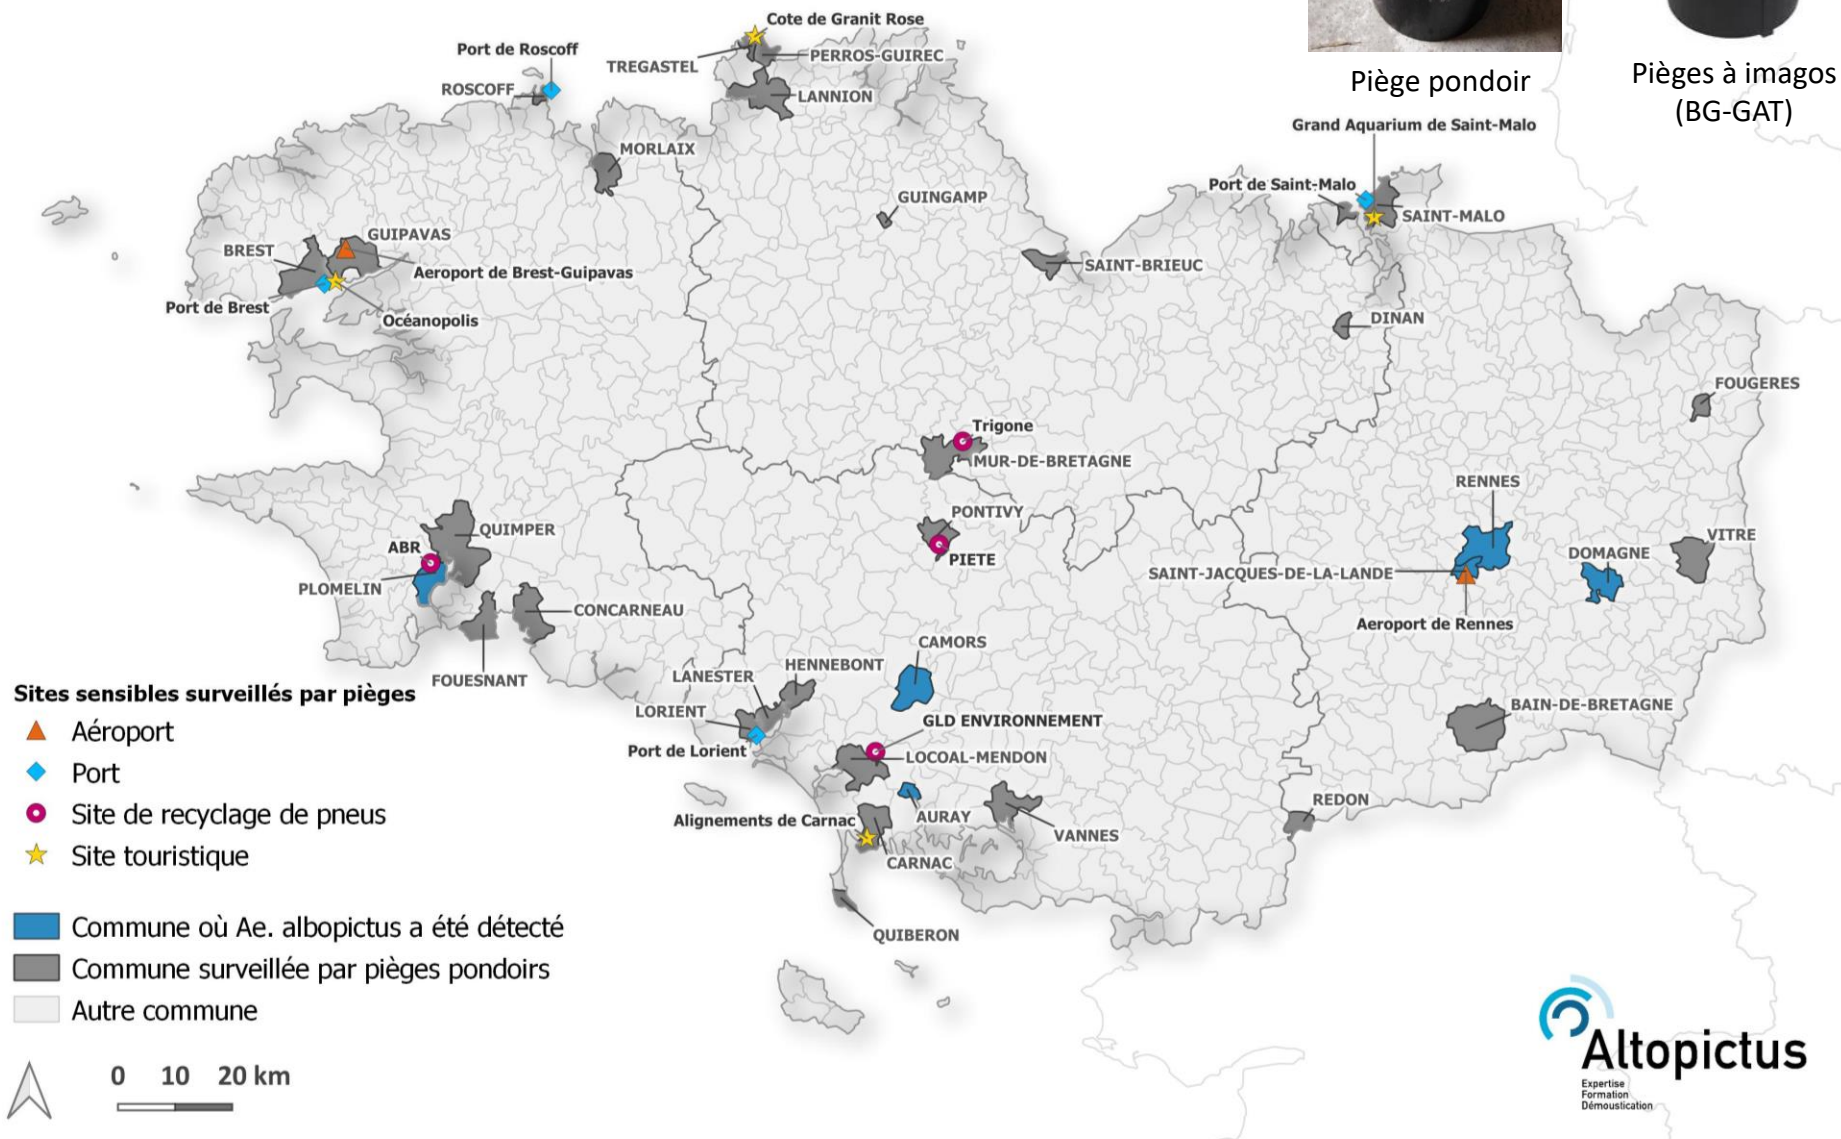 Cote de Granit Rose
Port de Roscoff
TREGASTEL
PERROS-GUIREC
ROSCOFF
LANNION
Piège pondoir
Pièges à imagos
(BG-GAT)
Grand Aquarium de Saint-Malo
MORLAIX
Port de Saint-Malo
GUINGAMP
SAINT-MALO
BREST
GUIPAVAS
Aeroport de Brest-Guipavas
SAINT-BRIEUC
Port de Brest
Océanopolis
DINAN
FOUGERES
Trigone
MUR-DE-BRETAGNE
RENNES
PONTIVY
QUIMPER
VITRE
ABR
PIETE
DOMAGNE
SAINT-JACQUES-DE-LA-LANDE
PLOMELIN
CONCARNEAU
Aeroport de Rennes
CAMORS
HENNEBONT
LANESTER
FOUESNANT
LORIENT
GLD ENVIRONNEMENT
BAIN-DE-BRETAGNE
Port de Lorient
LOCOAL-MENDON
REDON
Alignements de Carnac
AURAY
VANNES
CARNAC
QUIBERON
Sites sensibles surveillés par pièges
Aéroport
Port
Site de recyclage de pneus
Site touristique
Commune où Ae. albopictus a été détecté
Commune surveillée par pièges pondoirs
Autre commune
0 10 20 km
Altopictus
Expertise
Formation
Démoustication